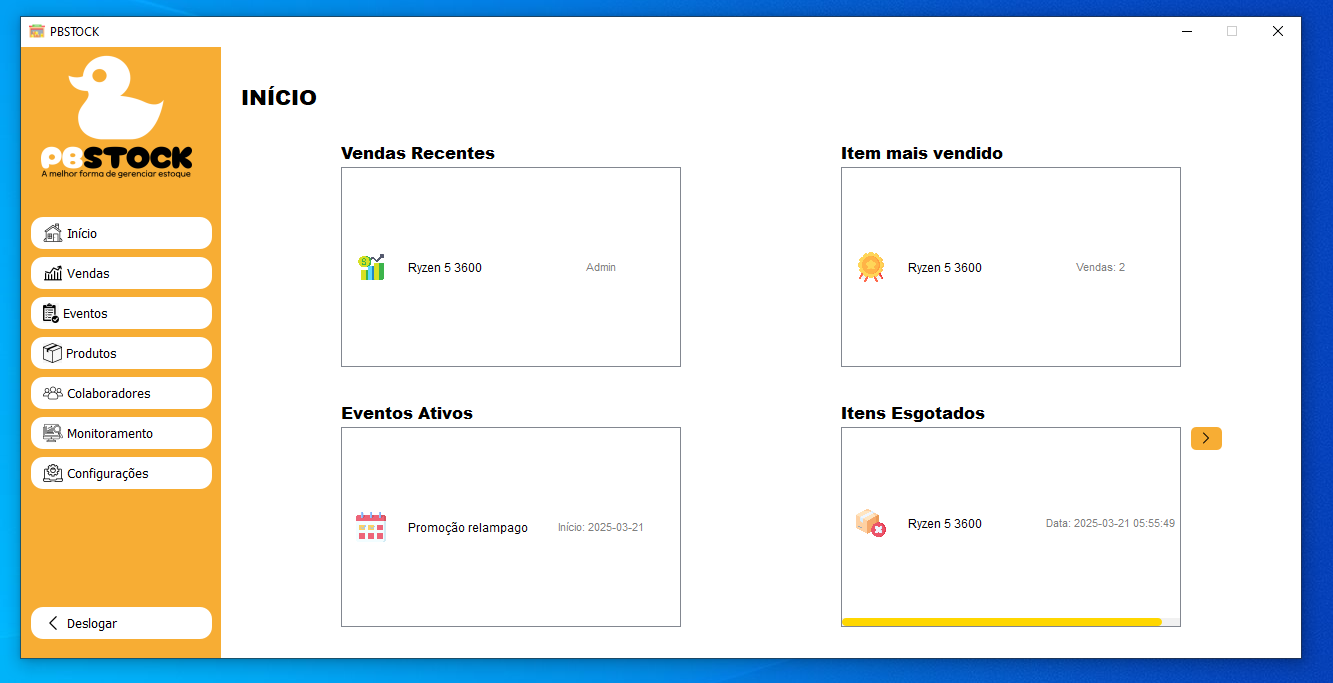 PBSTOCK
PBSTOCK
A melhor forma de gerenciar estoque
Início
Vendas
Eventos
Produtos
Colaboradores
Monitoramento
Configurações
Deslogar
INÍCIO
Vendas Recentes
Ryzen 5 3600 Admin
Item mais vendido
Ryzen 5 3600 Vendas: 2
Eventos Ativos
Promoção relampago Início: 2025-03-21
Itens Esgotados
Ryzen 5 3600 Data: 2025-03-21 05:55:49